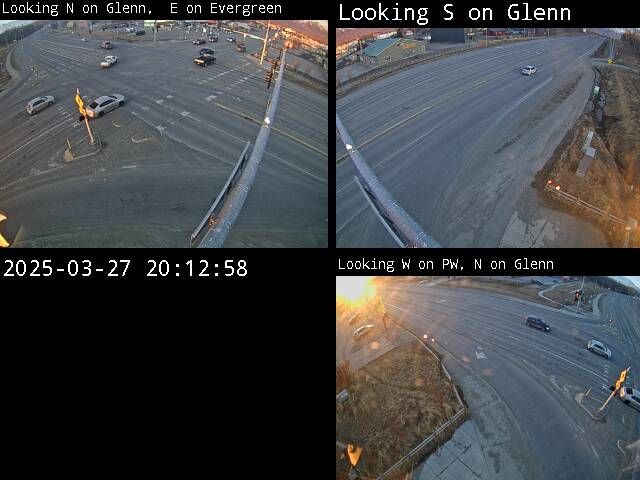 Looking N on Glenn,  E on Evergreen
Looking S on Glenn
2025-03-27 20:12:58
Looking W on PW, N on Glenn